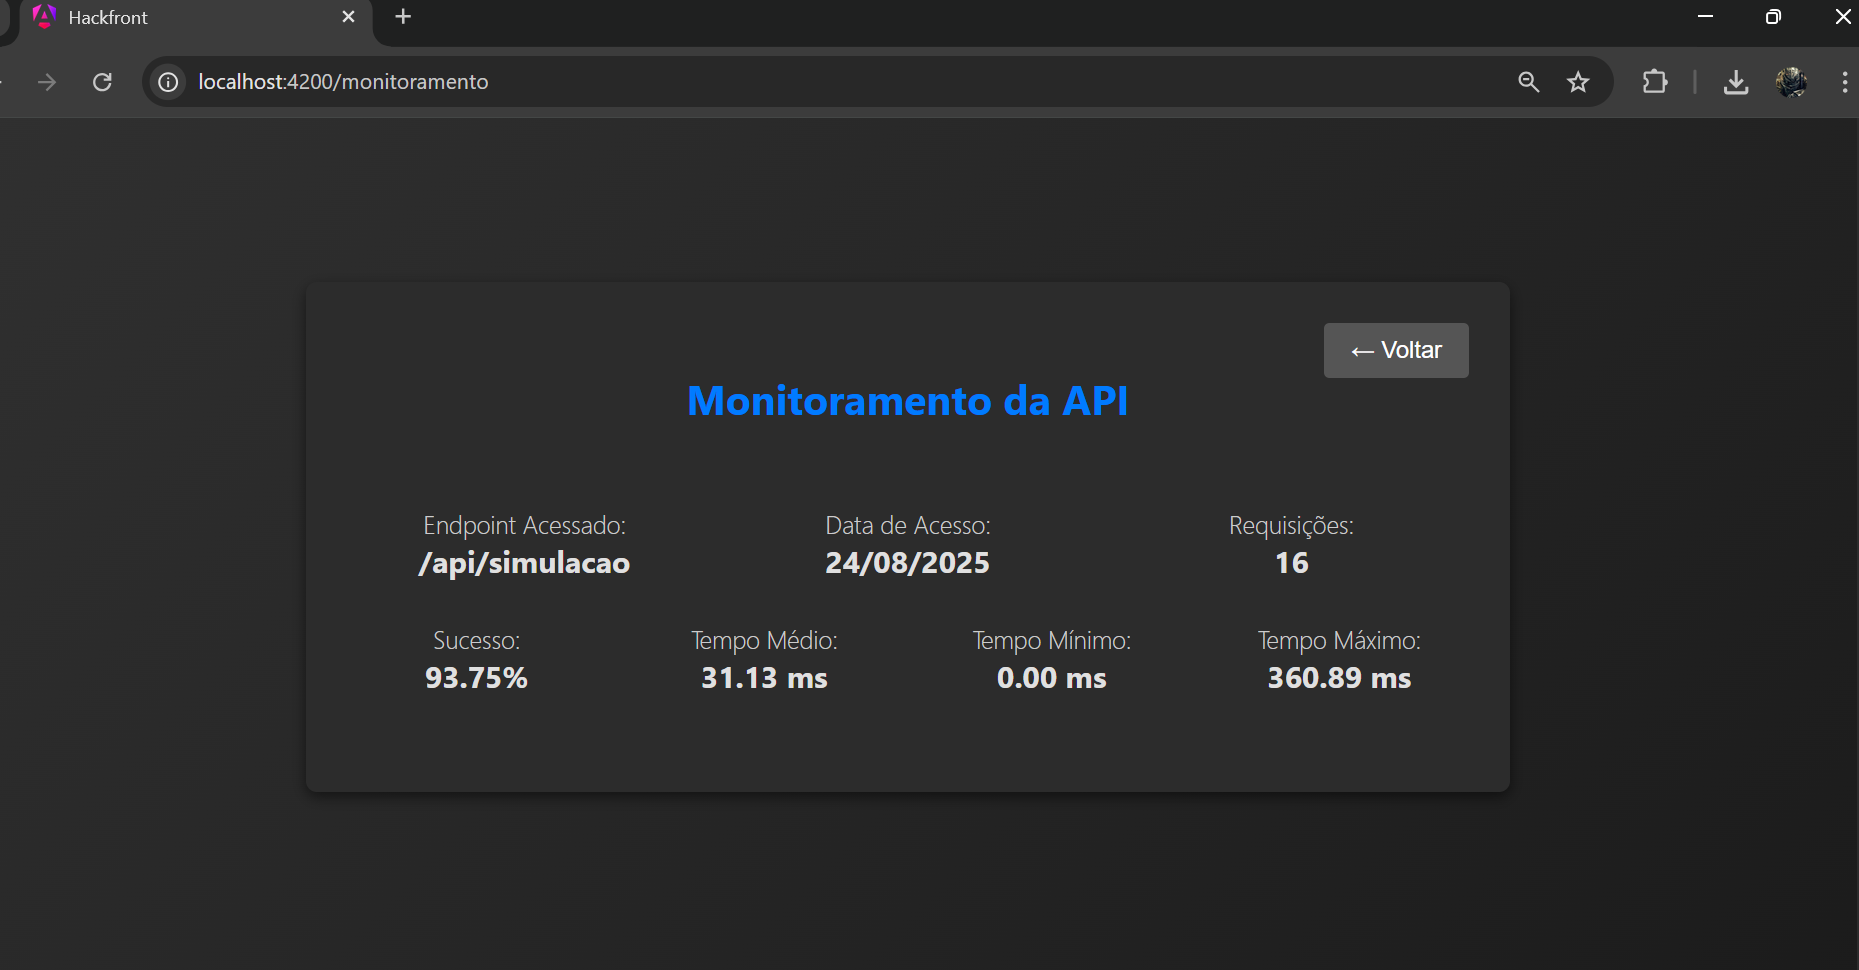 Hackfront
localhost:4200/monitoramento
← Voltar
Monitoramento da API
Endpoint Acessado: Data de Acesso: Requisições:
/api/simulacao 24/08/2025 16
Sucesso: Tempo Médio: Tempo Mínimo: Tempo Máximo:
93.75% 31.13 ms 0.00 ms 360.89 ms